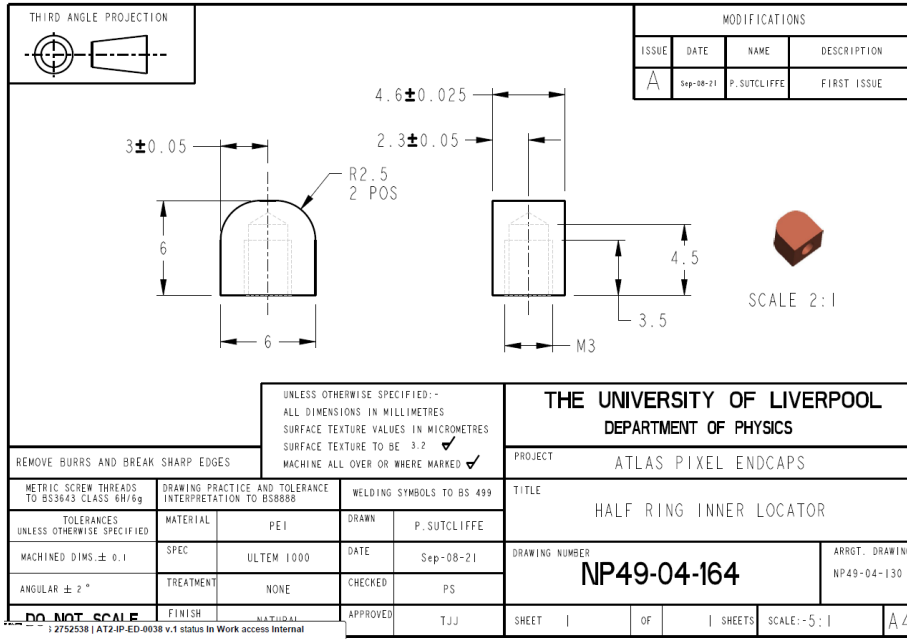 THIRD ANGLE PROJECTION
MODIFICATIONS
ISSUE DATE NAME DESCRIPTION
A Sep-08-21 P.SUTCLIFFE FIRST ISSUE
4.6±0.025
2.3±0.05
3±0.05
R2.5
2 POS
6
4.5
3.5
6
M3
SCALE 2:1
UNLESS OTHERWISE SPECIFIED:-
ALL DIMENSIONS IN MILLIMETRES
SURFACE TEXTURE VALUES IN MICROMETRES
SURFACE TEXTURE TO BE 3.2
MACHINE ALL OVER OR WHERE MARKED
REMOVE BURRS AND BREAK SHARP EDGES
THE UNIVERSITY OF LIVERPOOL
DEPARTMENT OF PHYSICS
PROJECT ATLAS PIXEL ENDCAPS
METRIC SCREW THREADS
TO BS3643 CLASS 6H/6g
DRAWING PRACTICE AND TOLERANCE
INTERPRETATION TO BS8888
WELDING SYMBOLS TO BS 499
TITLE
HALF RING INNER LOCATOR
TOLERANCES
UNLESS OTHERWISE SPECIFIED
MATERIAL PEI
DRAWN P.SUTCLIFFE
MACHINED DIMS.± 0.1
SPEC ULTEM 1000
DATE Sep-08-21
DRAWING NUMBER
NP49-04-164
ARRGT. DRAWING
NP49-04-130
ANGULAR ± 2°
TREATMENT NONE
CHECKED PS
DO NOT SCALE
FINISH NATURAL
APPROVED TJJ
SHEET 1 OF 1 SHEETS SCALE:-5:1 A4
2752538 | AT2-IP-ED-0038 v.1 status In Work access Internal